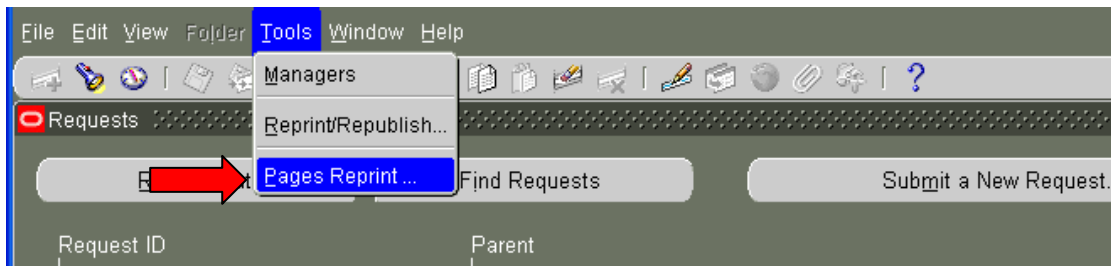 File Edit View Folder Tools Window Help
Managers
?
Requests
Reprint/Republish...
Pages Reprint ...
Find Requests
Submit a New Request.
Request ID
Parent